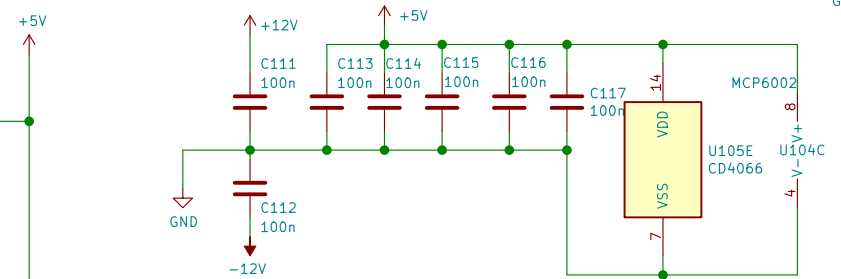 G
+5V
+12V
+5V
C111
100n
C113
100n
C114
100n
C115
100n
C116
100n
C117
100n
14
VDD
VSS
7
U105E
CD4066
MCP6002
8
V+
U104C
V-
4
GND
C112
100n
-12V